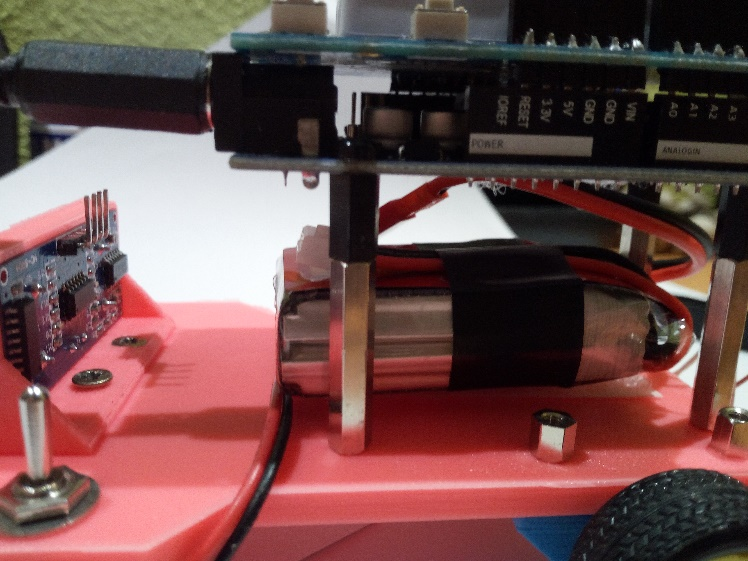 IOREF
RESET
3.3V
5V
GND
GND
VIN
A0
A1
A2
A3
POWER
ANALOG IN